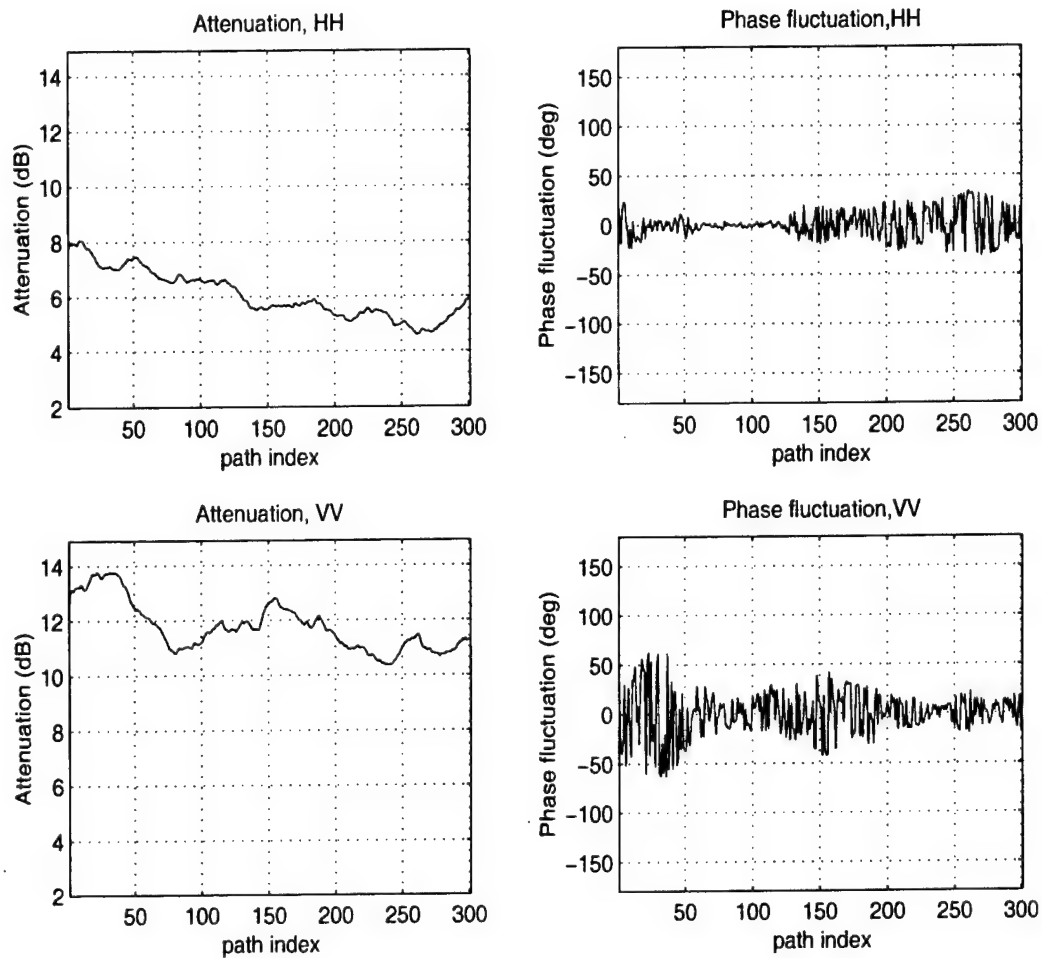 Attenuation, HH
Attenuation (dB)
14
12
10
8
6
4
2
50 100 150 200 250 300
path index
Phase fluctuation,HH
Phase fluctuation (deg)
150
100
50
0
−50
−100
−150
50 100 150 200 250 300
path index
Attenuation, VV
Attenuation (dB)
14
12
10
8
6
4
2
50 100 150 200 250 300
path index
Phase fluctuation,VV
Phase fluctuation (deg)
150
100
50
0
−50
−100
−150
50 100 150 200 250 300
path index